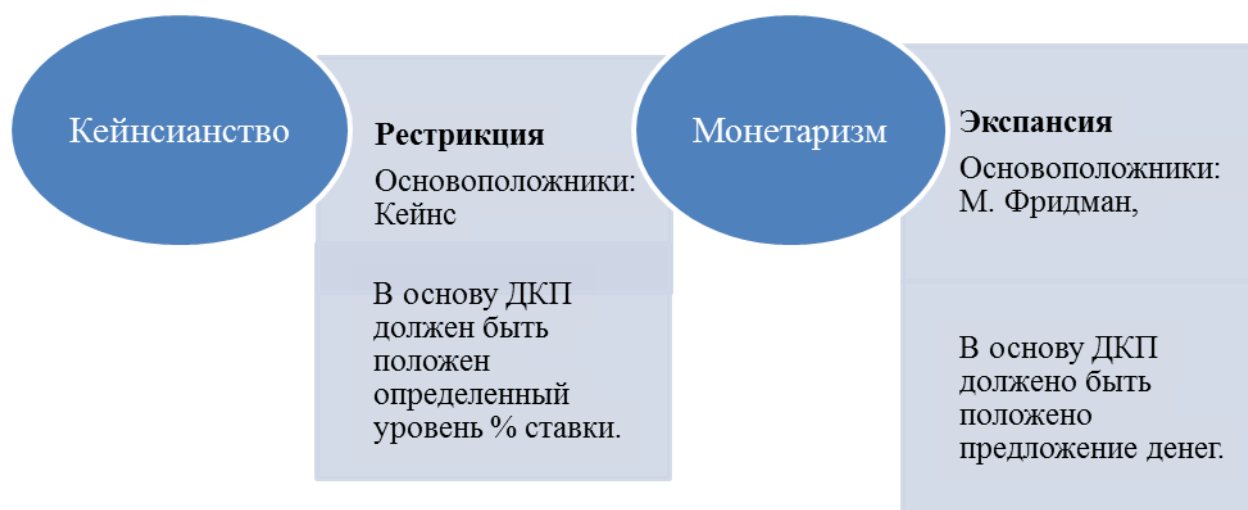 Кейнсианство
Рестрикция
Основоположники:
Кейнс
В основу ДКП
должен быть
положен
определенный
уровень % ставки.
Монетаризм
Экспансия
Основоположники:
М. Фридман,
В основу ДКП
должено быть
положено
предложение денег.